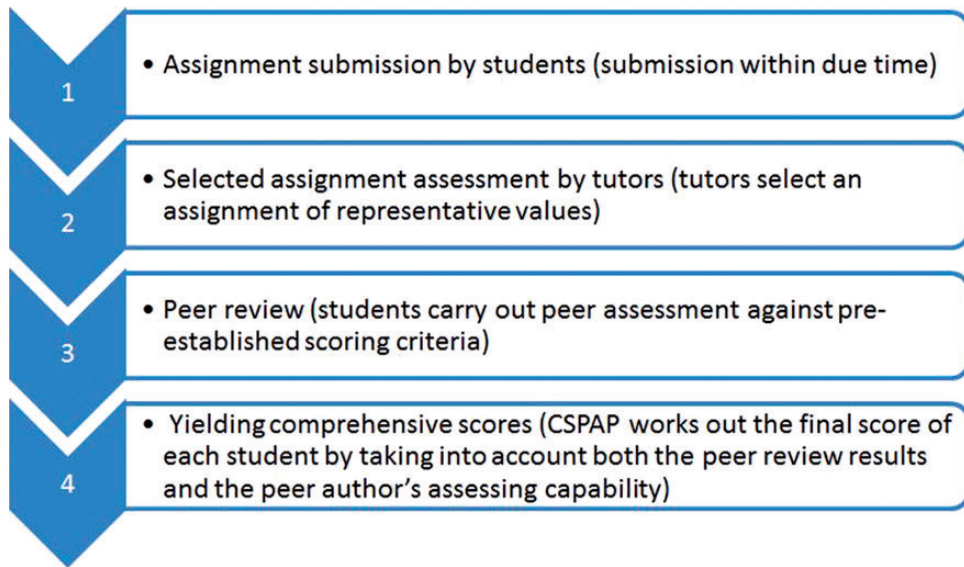 1
• Assignment submission by students (submission within due time)
2
• Selected assignment assessment by tutors (tutors select an
assignment of representative values)
3
• Peer review (students carry out peer assessment against pre-
established scoring criteria)
4
• Yielding comprehensive scores (CSPAP works out the final score of
each student by taking into account both the peer review results
and the peer author’s assessing capability)